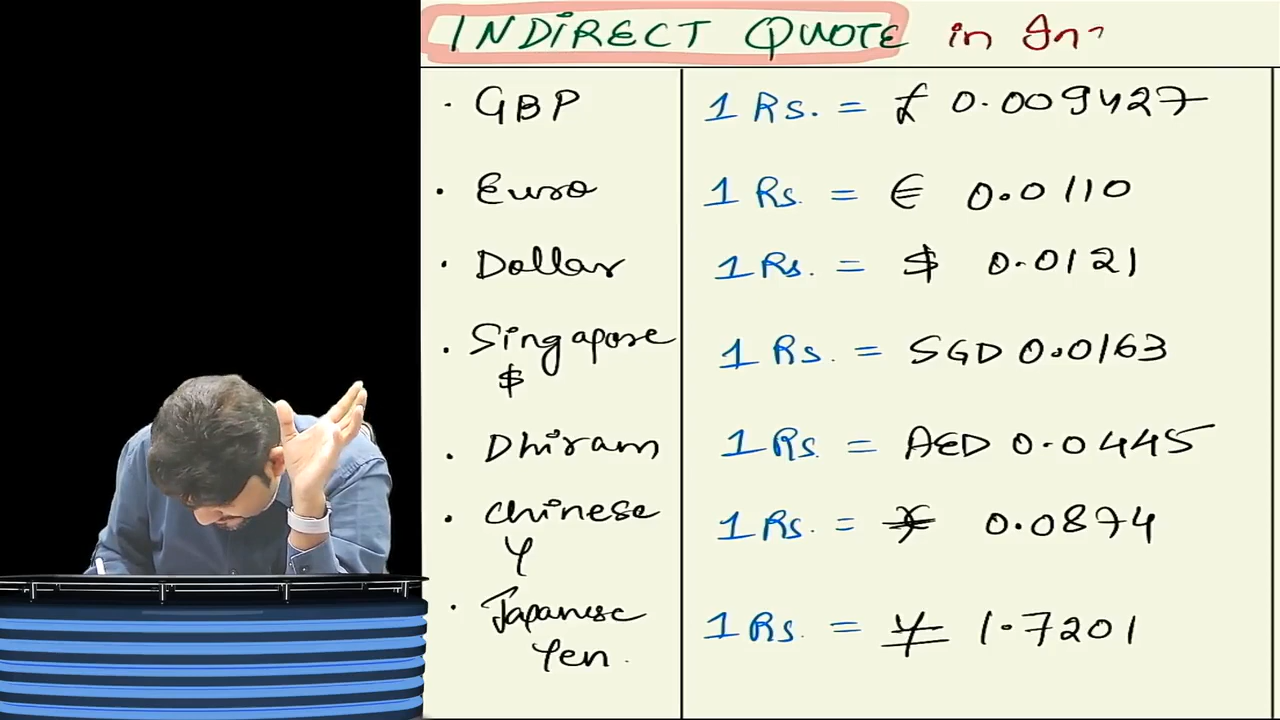 INDIRECT QUOTE in In
· GBP 1 Rs. = £ 0.009427
· Euro 1 Rs. = € 0.0110
· Dollar 1 Rs. = $ 0.0121
· Singapore 1 Rs. = SGD 0.0163
$
· Dhiram 1 Rs. = AED 0.0445
· Chinese 1 Rs. = ¥ 0.0874
Y
· Japanese 1 Rs. = ¥ 1.7201
Yen.